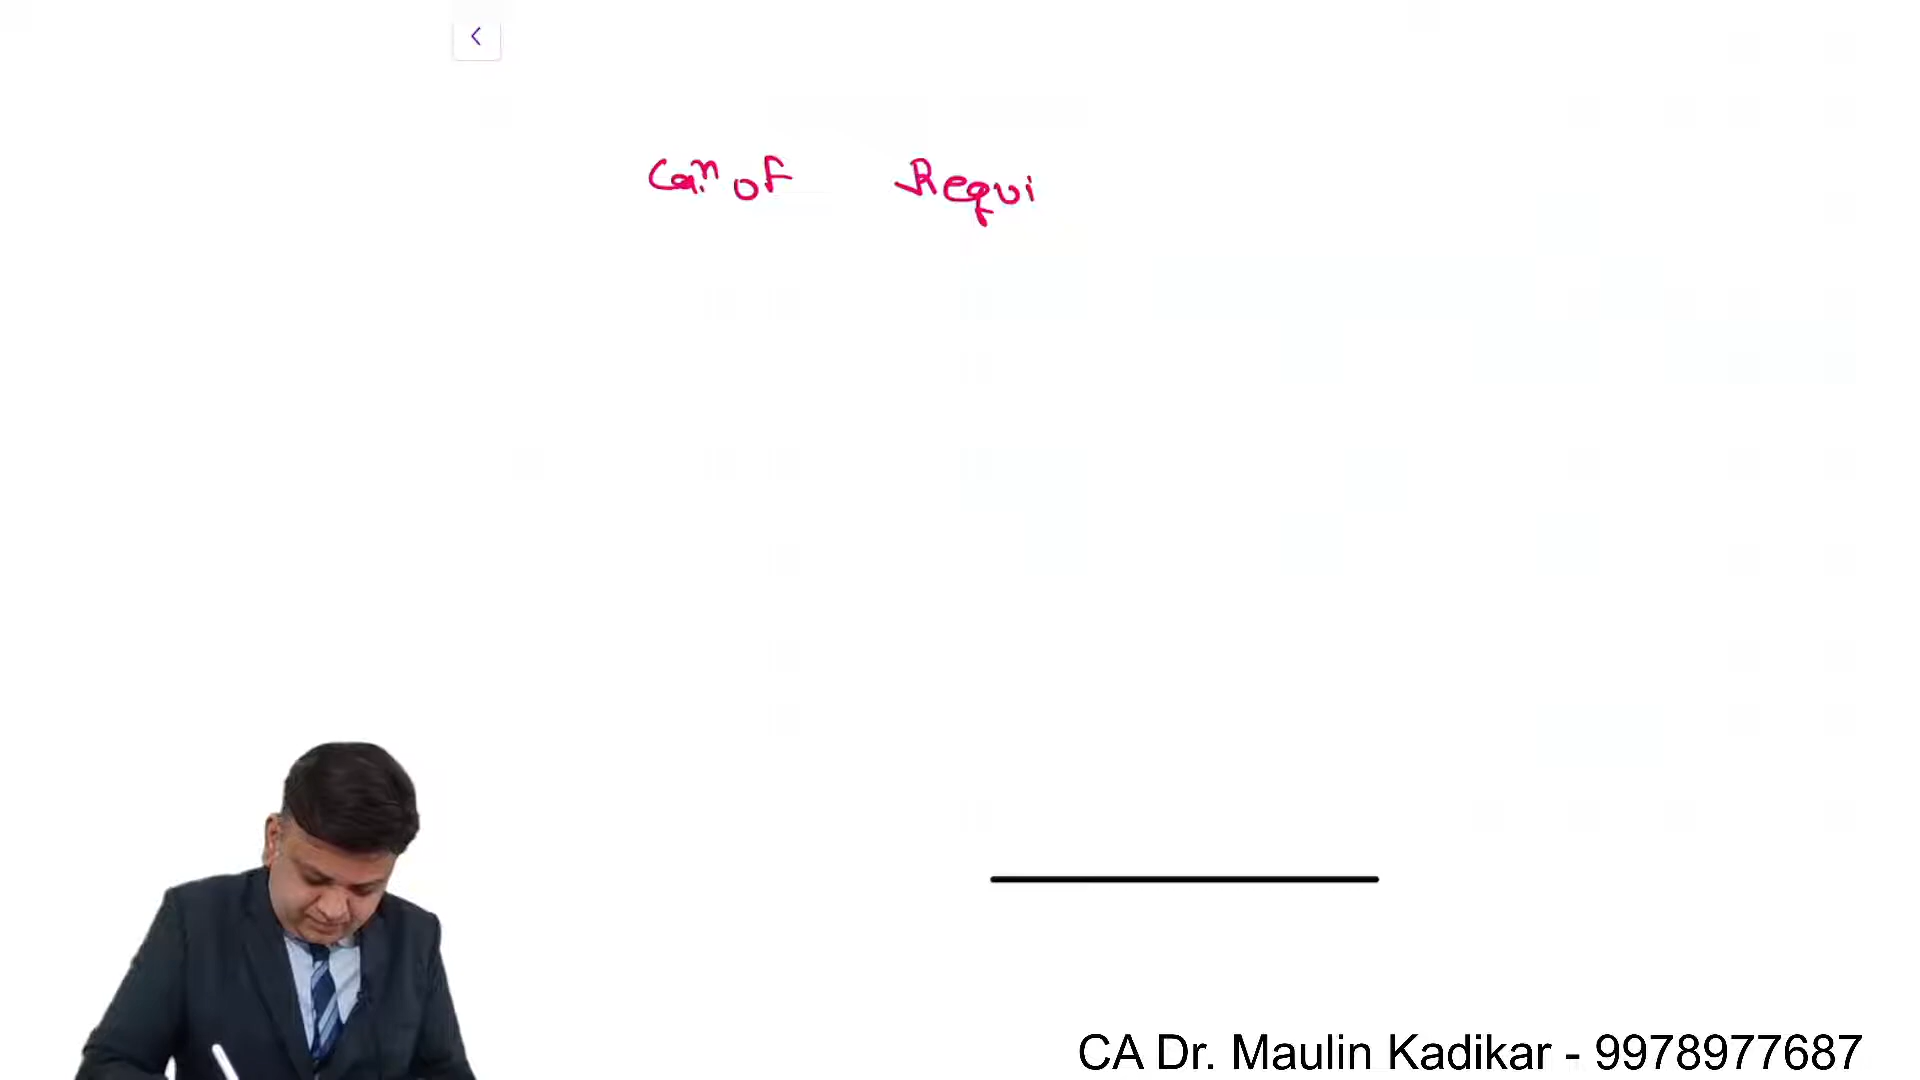 Caⁿ of Requi
CA Dr. Maulin Kadikar - 9978977687